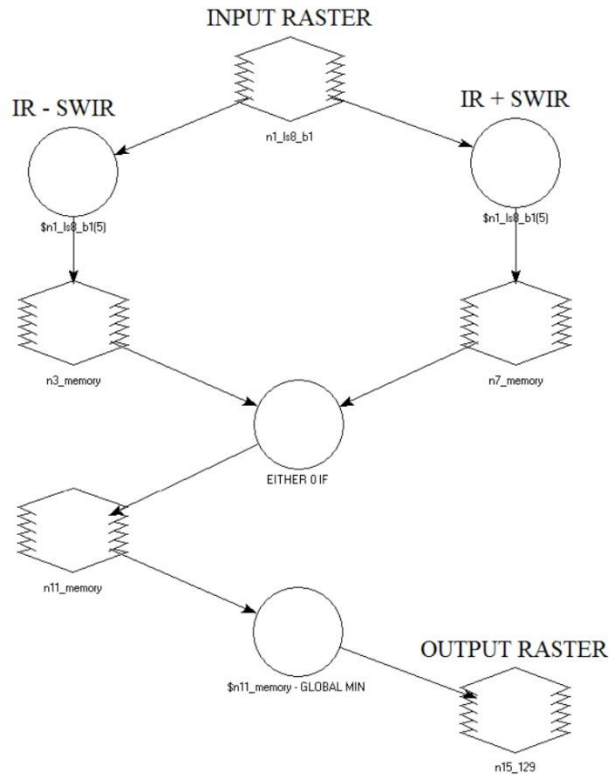 INPUT RASTER
IR - SWIR
IR + SWIR
n1_ls8_b1
$n1_ls8_b1(5)
$n1_ls8_b1(5)
n3_memory
n7_memory
EITHER 0 IF
n11_memory
$n11_memory - GLOBAL MIN
OUTPUT RASTER
n15_129